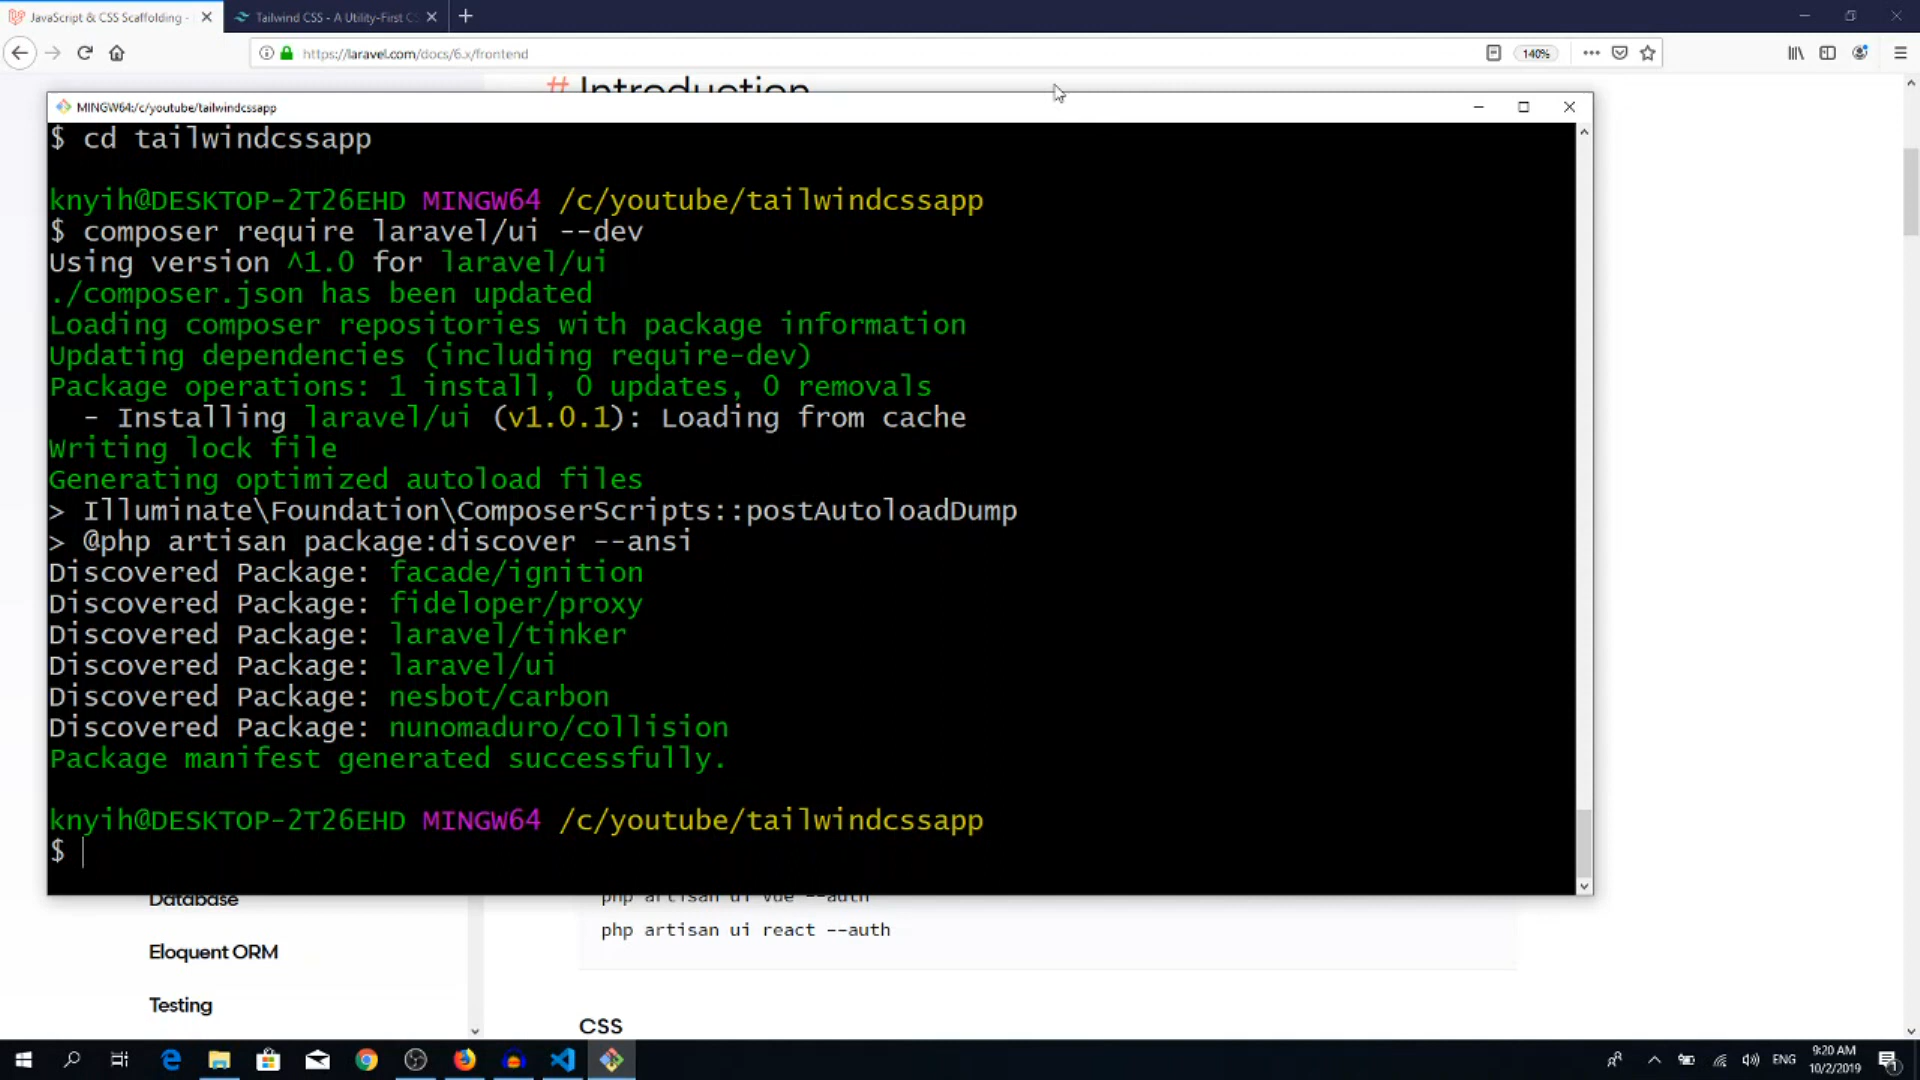 JavaScript & CSS Scaffolding -
Tailwind CSS - A Utility-First CS
https://laravel.com/docs/6.x/frontend
140%
# Introduction
MINGW64:/c/youtube/tailwindcssapp
$ cd tailwindcssapp
knyih@DESKTOP-2T26EHD MINGW64 /c/youtube/tailwindcssapp
$ composer require laravel/ui --dev
Using version ^1.0 for laravel/ui
./composer.json has been updated
Loading composer repositories with package information
Updating dependencies (including require-dev)
Package operations: 1 install, 0 updates, 0 removals
- Installing laravel/ui (v1.0.1): Loading from cache
Writing lock file
Generating optimized autoload files
> Illuminate\Foundation\ComposerScripts::postAutoloadDump
> @php artisan package:discover --ansi
Discovered Package: facade/ignition
Discovered Package: fideloper/proxy
Discovered Package: laravel/tinker
Discovered Package: laravel/ui
Discovered Package: nesbot/carbon
Discovered Package: nunomaduro/collision
Package manifest generated successfully.
knyih@DESKTOP-2T26EHD MINGW64 /c/youtube/tailwindcssapp
$
Database
Eloquent ORM
Testing
php artisan ui vue --auth
php artisan ui react --auth
CSS
ENG
9:20 AM
10/2/2019
1